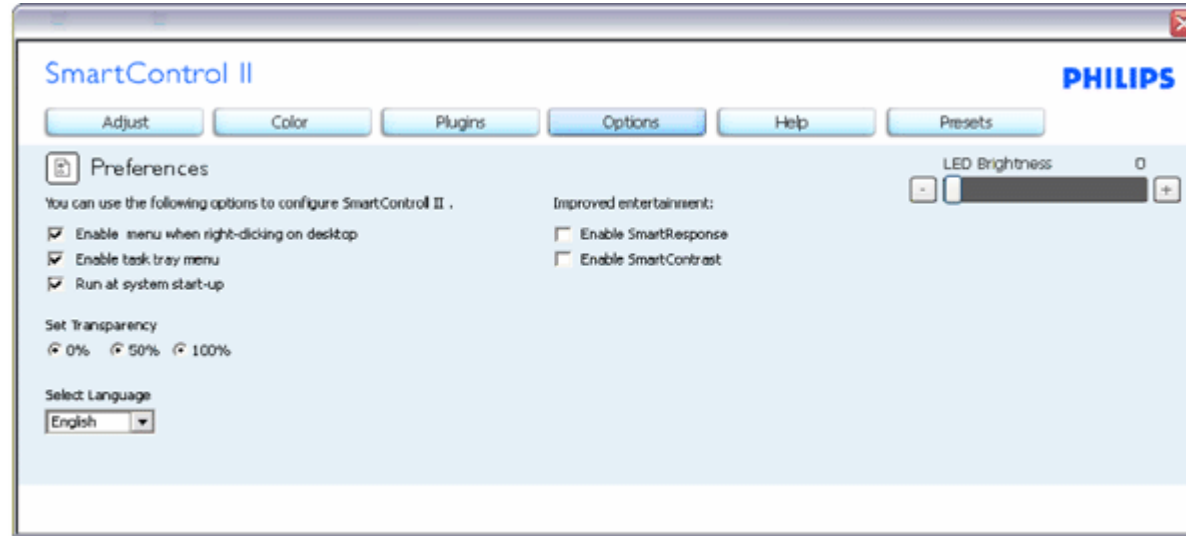 SmartControl II
PHILIPS
Adjust Color Plugins Options Help Presets
Preferences
LED Brightness 0
- +
You can use the following options to configure SmartControl II .
Enable menu when right-clicking on desktop
Enable task tray menu
Run at system start-up
Improved entertainment:
Enable SmartResponse
Enable SmartContrast
Set Transparency
0% 50% 100%
Select Language
English